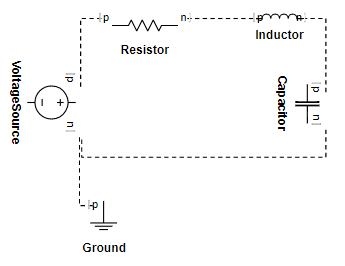 p n p n
Resistor
Inductor
VoltageSource
p
n
− +
Capacitor
p
n
p
Ground